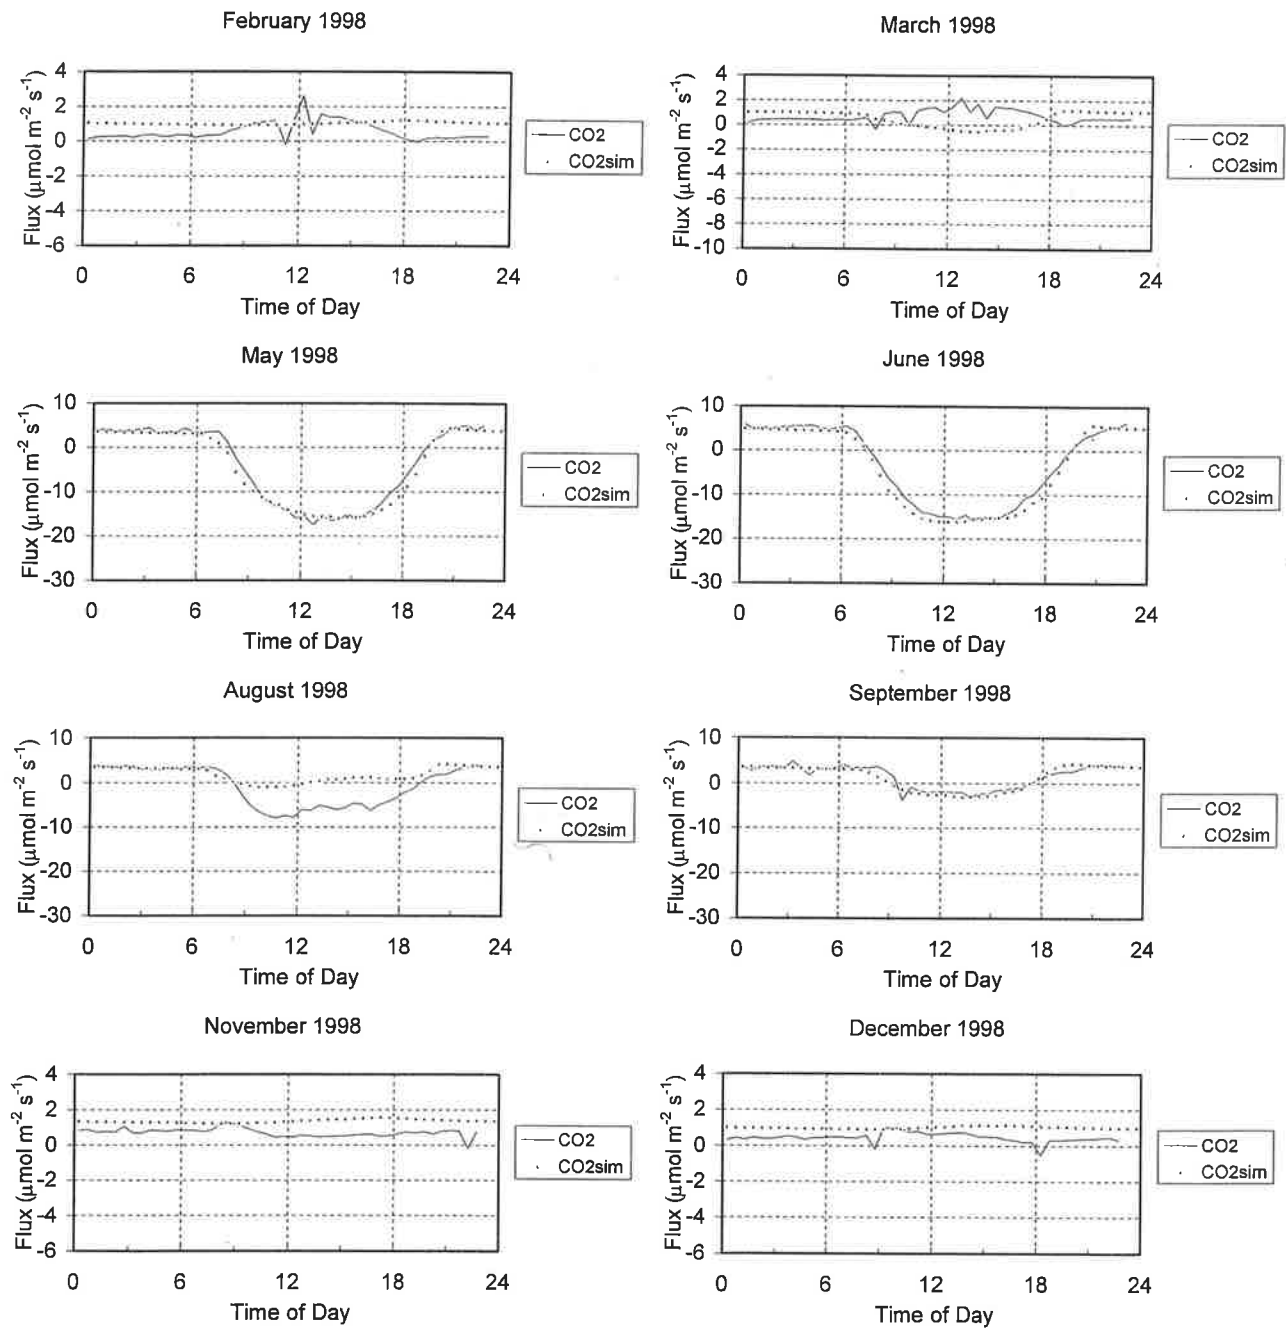 February 1998
Flux (μmol m⁻² s⁻¹)
4
2
0
-2
-4
-6
0 6 12 18 24
Time of Day
CO2
CO2sim
March 1998
Flux (μmol m⁻² s⁻¹)
4
2
0
-2
-4
-6
-8
-10
0 6 12 18 24
Time of Day
CO2
CO2sim
May 1998
Flux (μmol m⁻² s⁻¹)
10
0
-10
-20
-30
0 6 12 18 24
Time of Day
CO2
CO2sim
June 1998
Flux (μmol m⁻² s⁻¹)
10
0
-10
-20
-30
0 6 12 18 24
Time of Day
CO2
CO2sim
August 1998
Flux (μmol m⁻² s⁻¹)
10
0
-10
-20
-30
0 6 12 18 24
Time of Day
CO2
CO2sim
September 1998
Flux (μmol m⁻² s⁻¹)
10
0
-10
-20
-30
0 6 12 18 24
Time of Day
CO2
CO2sim
November 1998
Flux (μmol m⁻² s⁻¹)
4
2
0
-2
-4
-6
0 6 12 18 24
Time of Day
CO2
CO2sim
December 1998
Flux (μmol m⁻² s⁻¹)
4
2
0
-2
-4
-6
0 6 12 18 24
Time of Day
CO2
CO2sim